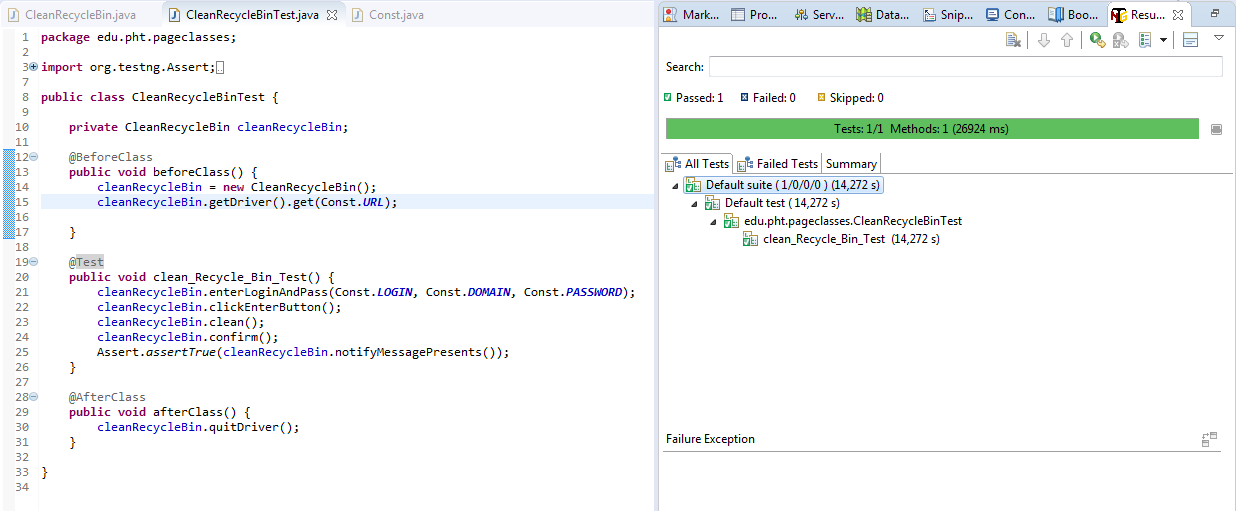 CleanRecycleBin.java CleanRecycleBinTest.java Const.java
1 package edu.pht.pageclasses;
2
3 import org.testng.Assert;
7
8 public class CleanRecycleBinTest {
9
10 private CleanRecycleBin cleanRecycleBin;
11
12 @BeforeClass
13 public void beforeClass() {
14 cleanRecycleBin = new CleanRecycleBin();
15 cleanRecycleBin.getDriver().get(Const.URL);
16
17 }
18
19 @Test
20 public void clean_Recycle_Bin_Test() {
21 cleanRecycleBin.enterLoginAndPass(Const.LOGIN, Const.DOMAIN, Const.PASSWORD);
22 cleanRecycleBin.clickEnterButton();
23 cleanRecycleBin.clean();
24 cleanRecycleBin.confirm();
25 Assert.assertTrue(cleanRecycleBin.notifyMessagePresents());
26 }
27
28 @AfterClass
29 public void afterClass() {
30 cleanRecycleBin.quitDriver();
31 }
32
33 }
34
Mark... Pro... Serv... Data... Snip... Con... Boo... Resu...
Search:
Passed: 1 Failed: 0 Skipped: 0
Tests: 1/1 Methods: 1 (26924 ms)
All Tests Failed Tests Summary
Default suite ( 1/0/0/0 ) (14,272 s)
Default test ( 14,272 s)
edu.pht.pageclasses.CleanRecycleBinTest
clean_Recycle_Bin_Test (14,272 s)
Failure Exception